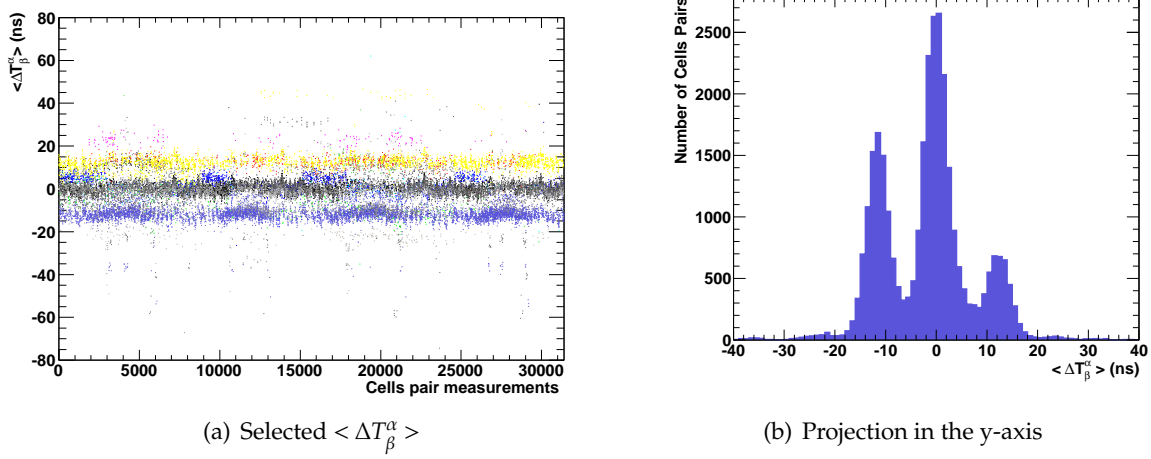 <ΔT^α_β> (ns)
80
60
40
20
0
-20
-40
-60
-80
0 5000 10000 15000 20000 25000 30000
Cells pair measurements
(a) Selected < ΔT^α_β >
Number of Cells Pairs
2500
2000
1500
1000
500
0
-40 -30 -20 -10 0 10 20 30 40
< ΔT^α_β > (ns)
(b) Projection in the y-axis